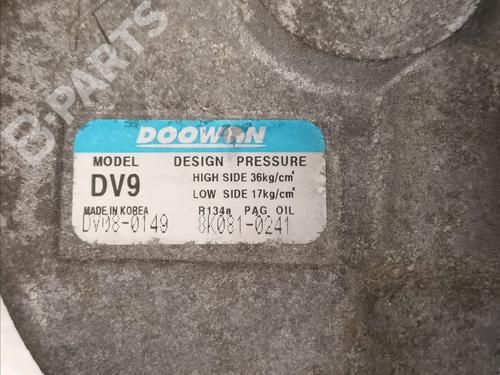 B-PARTS
DOOWON
MODEL DESIGN PRESSURE
DV9 HIGH SIDE 36kg/cm²
LOW SIDE 17kg/cm²
MADE IN KOREA R134a PAG OIL
DV08-0149 8K081-0241